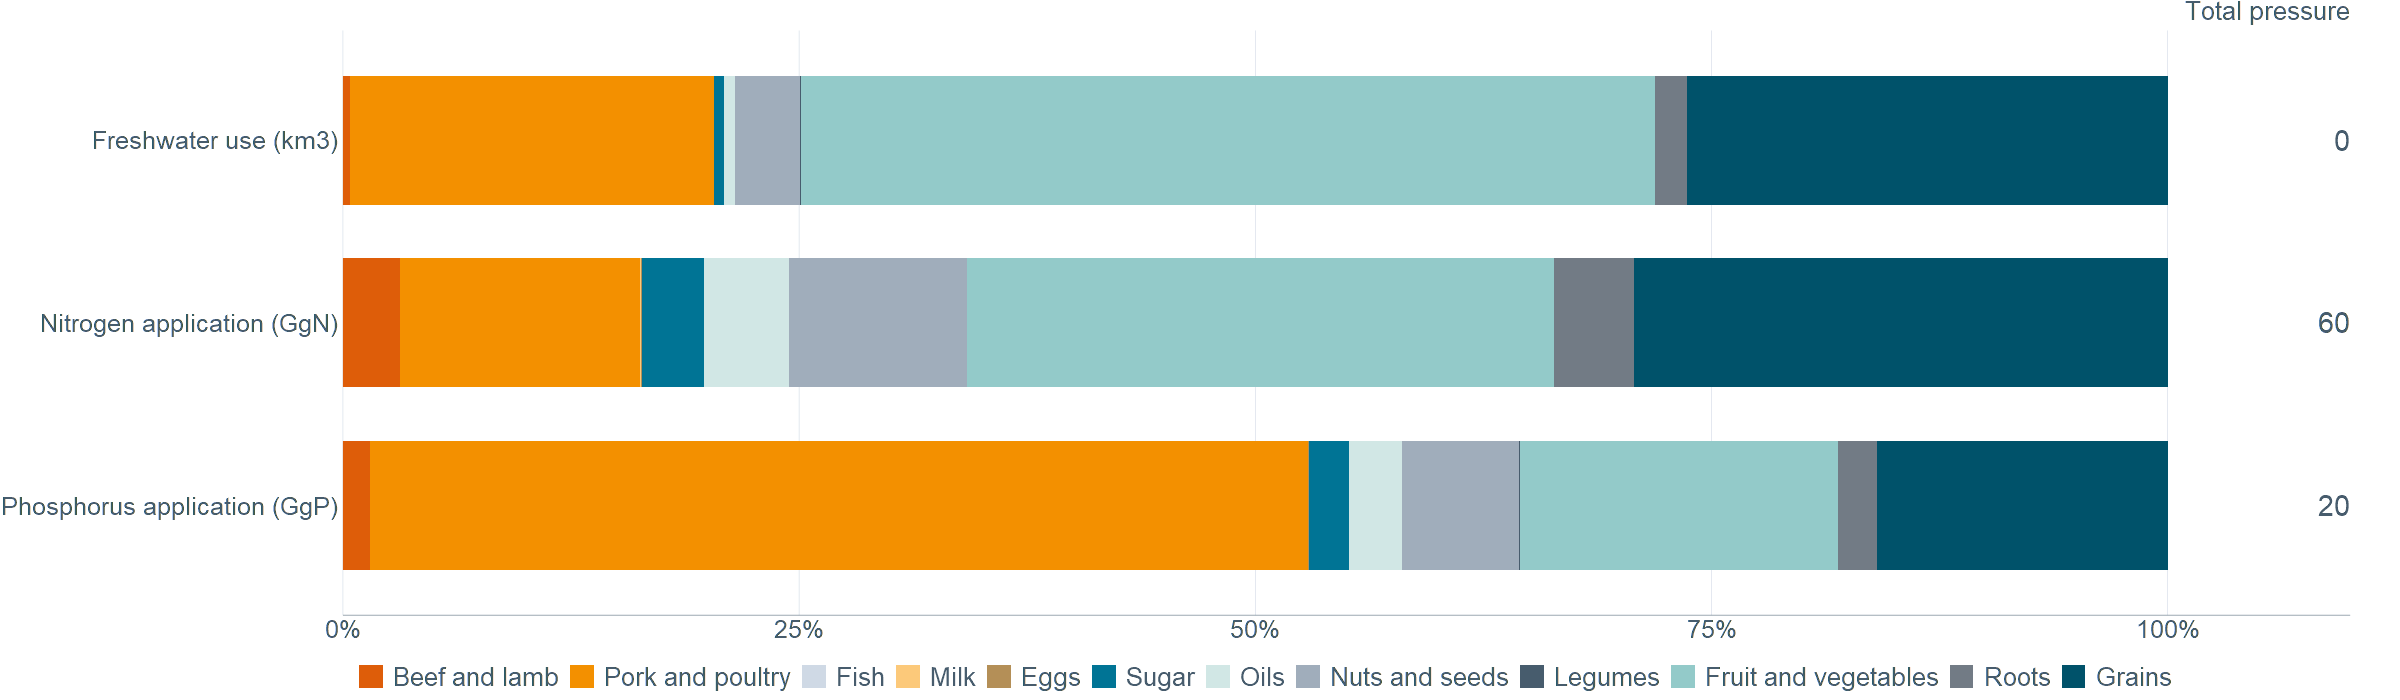 Total pressure
Freshwater use (km3) 0
Nitrogen application (GgN) 60
Phosphorus application (GgP) 20
0% 25% 50% 75% 100%
Beef and lamb Pork and poultry Fish Milk Eggs Sugar Oils Nuts and seeds Legumes Fruit and vegetables Roots Grains